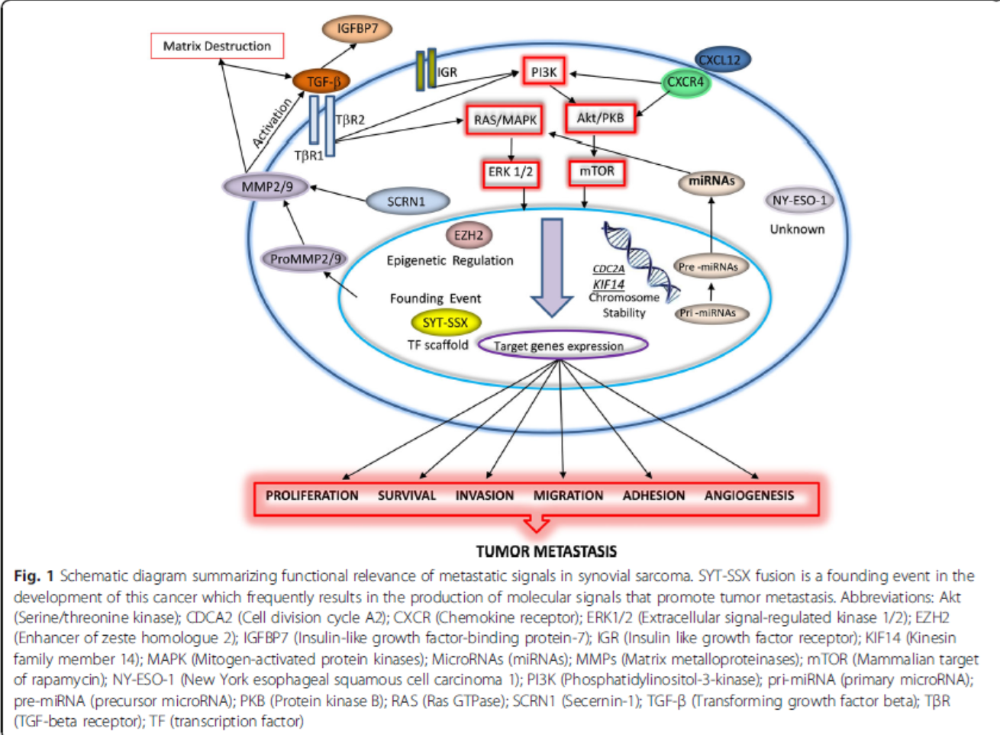 IGFBP7
Matrix Destruction
TGF-β
Activation
TβR2
TβR1
IGR
PI3K
CXCL12
CXCR4
RAS/MAPK
Akt/PKB
ERK 1/2
mTOR
miRNAs
MMP2/9
SCRN1
NY-ESO-1
Unknown
EZH2
Epigenetic Regulation
ProMMP2/9
CDC2A
KIF14
Chromosome
Stability
Pre -miRNAs
Pri -miRNAs
Founding Event
SYT-SSX
TF scaffold
Target genes expression
PROLIFERATION SURVIVAL INVASION MIGRATION ADHESION ANGIOGENESIS
TUMOR METASTASIS
Fig. 1 Schematic diagram summarizing functional relevance of metastatic signals in synovial sarcoma. SYT-SSX fusion is a founding event in the
development of this cancer which frequently results in the production of molecular signals that promote tumor metastasis. Abbreviations: Akt
(Serine/threonine kinase); CDCA2 (Cell division cycle A2); CXCR (Chemokine receptor); ERK1/2 (Extracellular signal-regulated kinase 1/2); EZH2
(Enhancer of zeste homologue 2); IGFBP7 (Insulin-like growth factor-binding protein-7); IGR (Insulin like growth factor receptor); KIF14 (Kinesin
family member 14); MAPK (Mitogen-activated protein kinases); MicroRNAs (miRNAs); MMPs (Matrix metalloproteinases); mTOR (Mammalian target
of rapamycin); NY-ESO-1 (New York esophageal squamous cell carcinoma 1); PI3K (Phosphatidylinositol-3-kinase); pri-miRNA (primary microRNA);
pre-miRNA (precursor microRNA); PKB (Protein kinase B); RAS (Ras GTPase); SCRN1 (Secernin-1); TGF-β (Transforming growth factor beta); TβR
(TGF-beta receptor); TF (transcription factor)